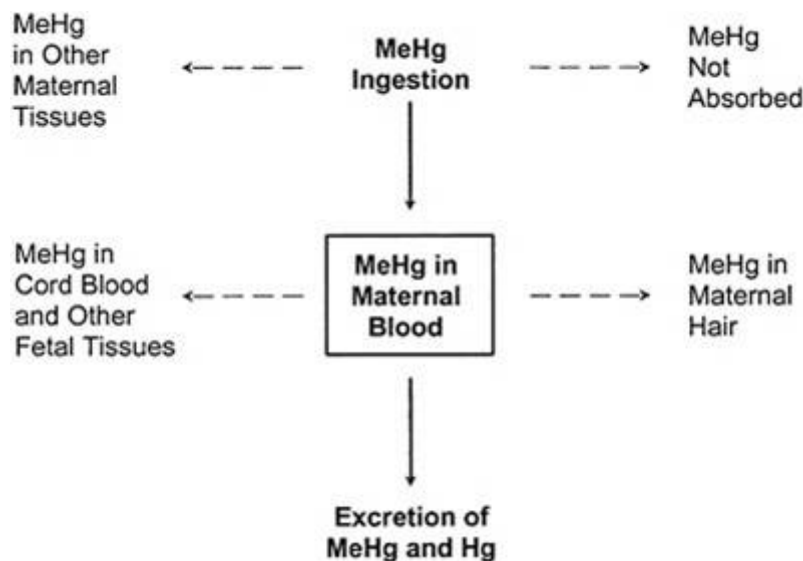 MeHg
in Other
Maternal
Tissues
MeHg
Ingestion
MeHg
Not
Absorbed
MeHg in
Cord Blood
and Other
Fetal Tissues
MeHg in
Maternal
Blood
MeHg in
Maternal
Hair
Excretion of
MeHg and Hg